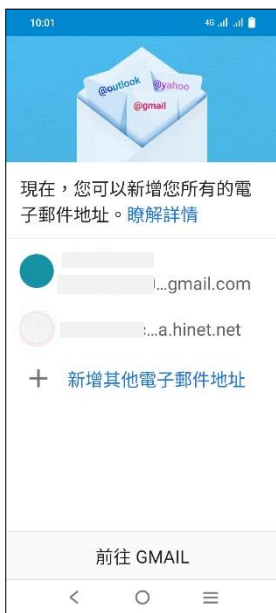 10:01
4G
@outlook
@yahoo
@gmail
現在，您可以新增您所有的電
子郵件地址。瞭解詳情
...gmail.com
...a.hinet.net
新增其他電子郵件地址
前往 GMAIL